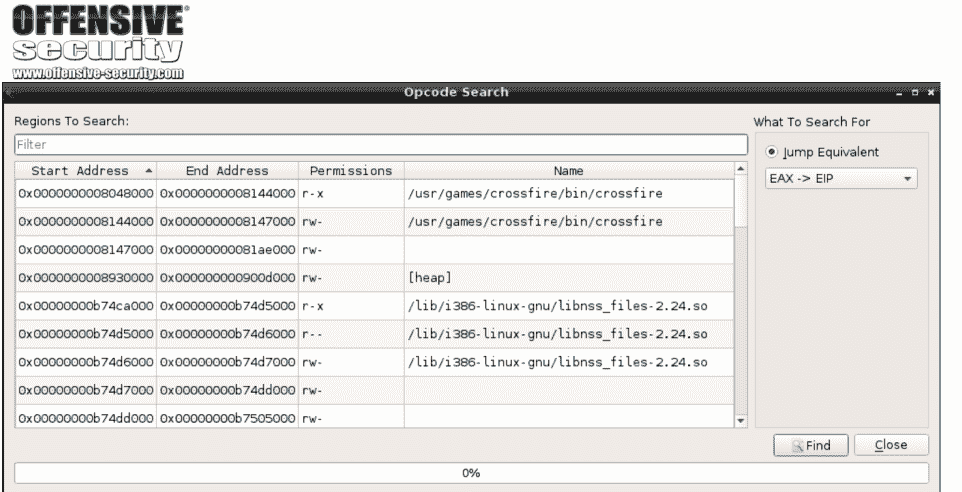 OFFENSIVE®
security
www.offensive-security.com
Opcode Search
Regions To Search:
What To Search For
Filter
Jump Equivalent
EAX -> EIP
Start Address End Address Permissions Name
0x0000000008048000 0x0000000008144000 r-x /usr/games/crossfire/bin/crossfire
0x0000000008144000 0x0000000008147000 rw- /usr/games/crossfire/bin/crossfire
0x0000000008147000 0x00000000081ae000 rw-
0x0000000008930000 0x000000000900d000 rw- [heap]
0x00000000b74ca000 0x00000000b74d5000 r-x /lib/i386-linux-gnu/libnss_files-2.24.so
0x00000000b74d5000 0x00000000b74d6000 r-- /lib/i386-linux-gnu/libnss_files-2.24.so
0x00000000b74d6000 0x00000000b74d7000 rw- /lib/i386-linux-gnu/libnss_files-2.24.so
0x00000000b74d7000 0x00000000b74dd000 rw-
0x00000000b74dd000 0x00000000b7505000 rw-
Find Close
0%